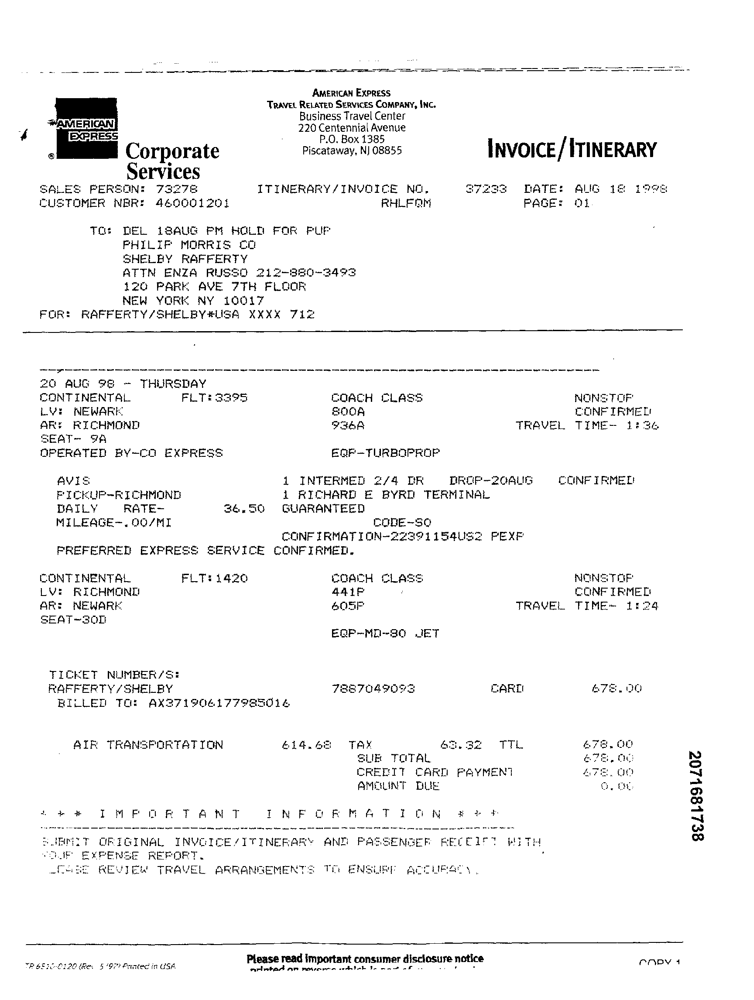 AMERICAN EXPRESS
TRAVEL RELATED SERVICES COMPANY, INC.
Business Travel Center
220 Centennial Avenue
P.O. Box 1385
Piscataway, NJ 08855
AMERICAN EXPRESS
®
Corporate Services
INVOICE/ITINERARY
SALES PERSON: 73278 ITINERARY/INVOICE NO. 37233 DATE: AUG 18 1998
CUSTOMER NBR: 460001201 RHLFQM PAGE: 01
TO: DEL 18AUG PM HOLD FOR PUP
PHILIP MORRIS CO
SHELBY RAFFERTY
ATTN ENZA RUSSO 212-880-3493
120 PARK AVE 7TH FLOOR
NEW YORK NY 10017
FOR: RAFFERTY/SHELBY*USA XXXX 712
20 AUG 98 - THURSDAY
CONTINENTAL FLT:3395 COACH CLASS NONSTOP
LV: NEWARK 800A CONFIRMED
AR: RICHMOND 936A TRAVEL TIME- 1:36
SEAT- 9A
OPERATED BY-CO EXPRESS EQP-TURBOPROP
AVIS 1 INTERMED 2/4 DR DROP-20AUG CONFIRMED
PICKUP-RICHMOND 1 RICHARD E BYRD TERMINAL
DAILY RATE- 36.50 GUARANTEED
MILEAGE-.00/MI CODE-SO
CONFIRMATION-22391154US2 PEXP
PREFERRED EXPRESS SERVICE CONFIRMED.
CONTINENTAL FLT:1420 COACH CLASS NONSTOP
LV: RICHMOND 441P CONFIRMED
AR: NEWARK 605P TRAVEL TIME- 1:24
SEAT-30D
EQP-MD-80 JET
TICKET NUMBER/S:
RAFFERTY/SHELBY 7887049093 CARD 678.00
BILLED TO: AX371906177985016
AIR TRANSPORTATION 614.68 TAX 63.32 TTL 678.00
SUB TOTAL 678.00
CREDIT CARD PAYMENT 678.00
AMOUNT DUE 0.00
* * * I M P O R T A N T I N F O R M A T I O N * * *
SUBMIT ORIGINAL INVOICE/ITINERARY AND PASSENGER RECEIPT WITH
YOUR EXPENSE REPORT.
LEASE REVIEW TRAVEL ARRANGEMENTS TO ENSURE ACCURACY.
2071681738
TR 6510-0120 (Rev. 5/97) Printed in USA
Please read important consumer disclosure notice
printed on reverse which is part of
COPY 1